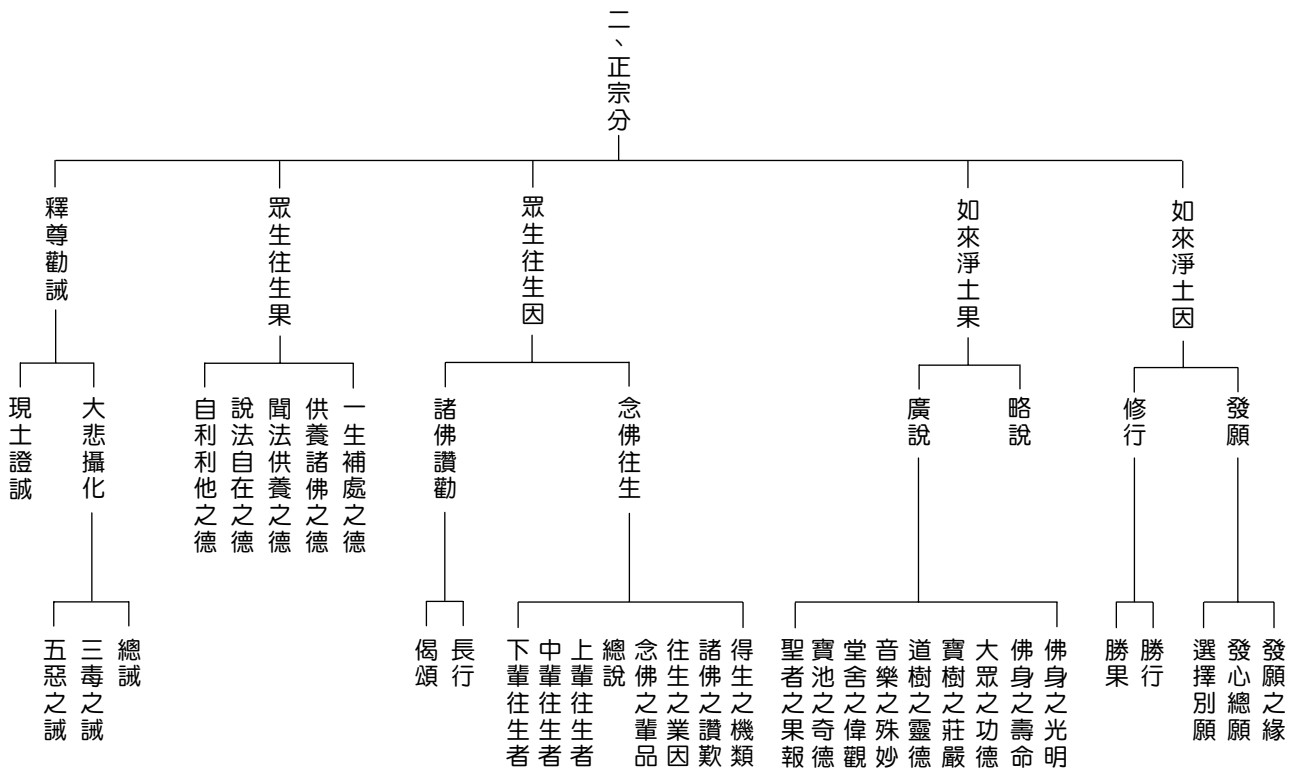 二、正宗分
如來淨土因
發願
發願之緣
發心總願
選擇別願
修行
勝行
勝果
如來淨土果
略說
廣說
佛身之光明
佛身之壽命
大眾之功德
寶樹之莊嚴
道樹之靈德
音樂之殊妙
堂舍之偉觀
寶池之奇德
聖者之果報
眾生往生因
念佛往生
得生之機類
諸佛之讚歎
往生之業因
念佛之輩品
總說
上輩往生者
中輩往生者
下輩往生者
諸佛讚勸
長行
偈頌
眾生往生果
一生補處之德
供養諸佛之德
聞法供養之德
說法自在之德
自利利他之德
釋尊勸誡
大悲攝化
總誡
三毒之誡
五惡之誡
現土證誠